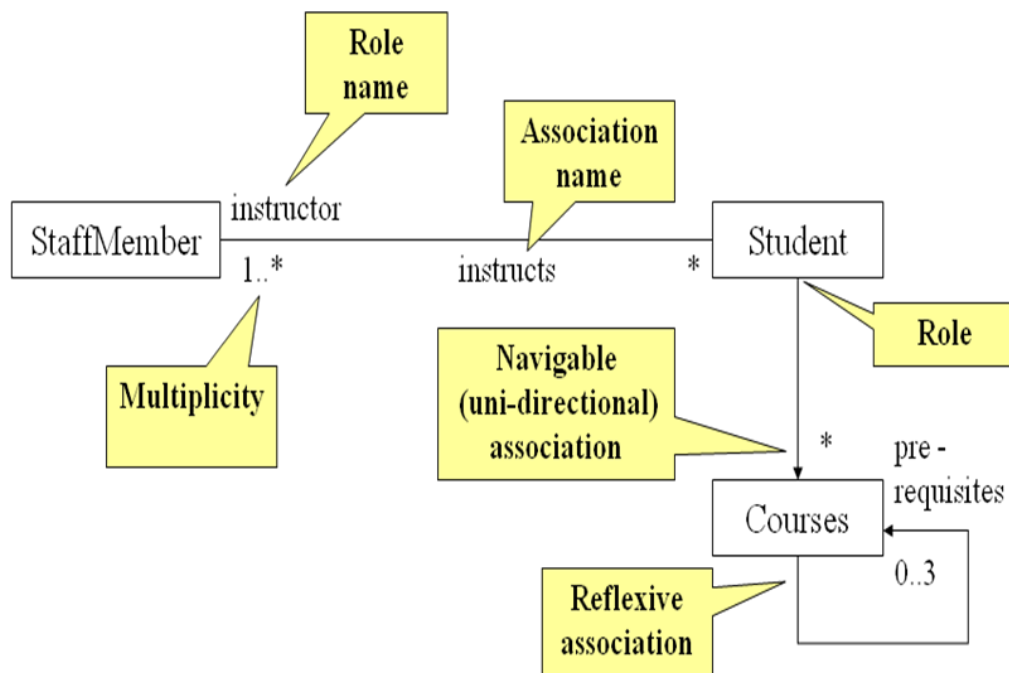 Role
name
Association
name
instructor
StaffMember
Student
1..*
instructs
*
Role
Navigable
(uni-directional)
association
Multiplicity
*
pre -
requisites
Courses
0..3
Reflexive
association